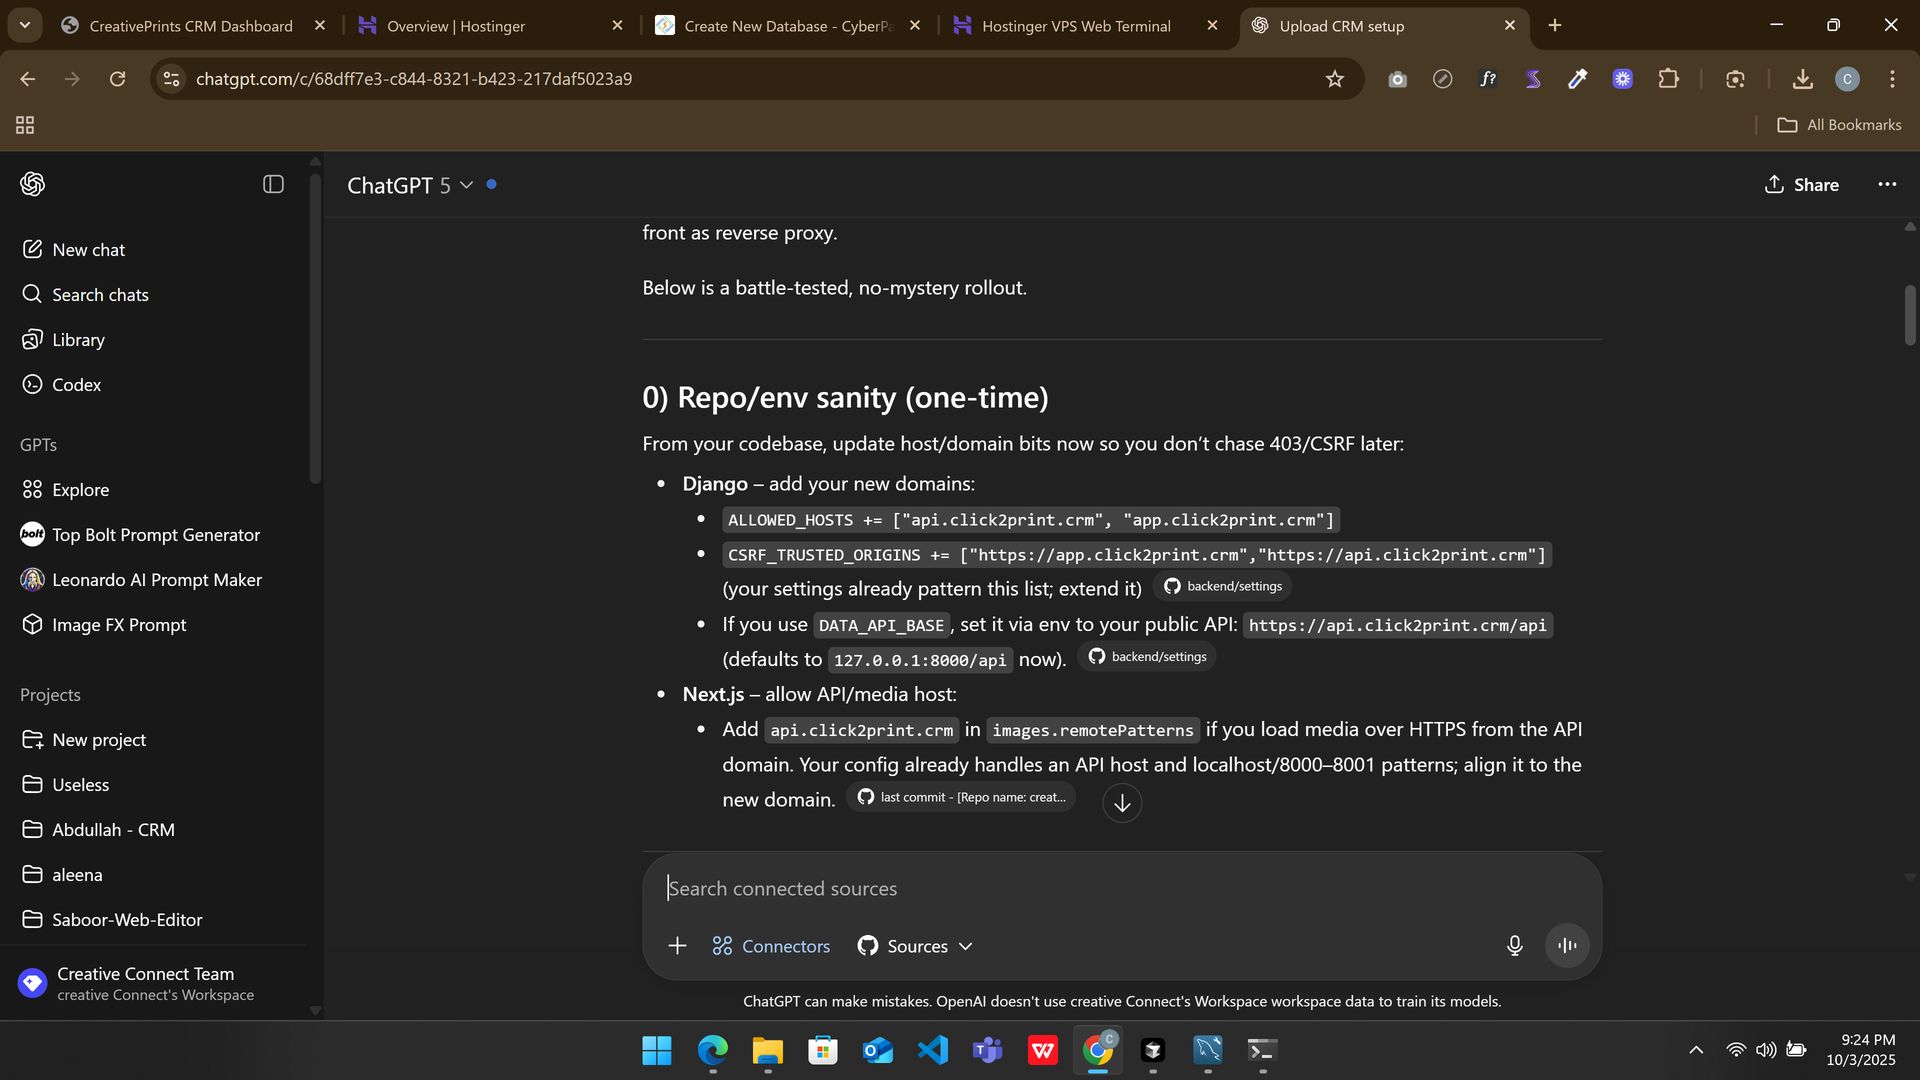 CreativePrints CRM Dashboard
Overview | Hostinger
Create New Database - CyberPa
Hostinger VPS Web Terminal
Upload CRM setup
chatgpt.com/c/68dff7e3-c844-8321-b423-217daf5023a9
f?
C
All Bookmarks
New chat
Search chats
Library
Codex
GPTs
Explore
bolt
Top Bolt Prompt Generator
Leonardo AI Prompt Maker
Image FX Prompt
Projects
New project
Useless
Abdullah - CRM
aleena
Saboor-Web-Editor
Creative Connect Team
creative Connect's Workspace
ChatGPT 5
Share
front as reverse proxy.
Below is a battle-tested, no-mystery rollout.
0) Repo/env sanity (one-time)
From your codebase, update host/domain bits now so you don’t chase 403/CSRF later:
• Django – add your new domains:
• ALLOWED_HOSTS += ["api.click2print.crm", "app.click2print.crm"]
• CSRF_TRUSTED_ORIGINS += ["https://app.click2print.crm","https://api.click2print.crm"]
(your settings already pattern this list; extend it) backend/settings
• If you use DATA_API_BASE, set it via env to your public API: https://api.click2print.crm/api
(defaults to 127.0.0.1:8000/api now). backend/settings
• Next.js – allow API/media host:
• Add api.click2print.crm in images.remotePatterns if you load media over HTTPS from the API
domain. Your config already handles an API host and localhost/8000–8001 patterns; align it to the
new domain. last commit - [Repo name: creat...
Search connected sources
Connectors
Sources
ChatGPT can make mistakes. OpenAI doesn't use creative Connect's Workspace workspace data to train its models.
C
9:24 PM
10/3/2025